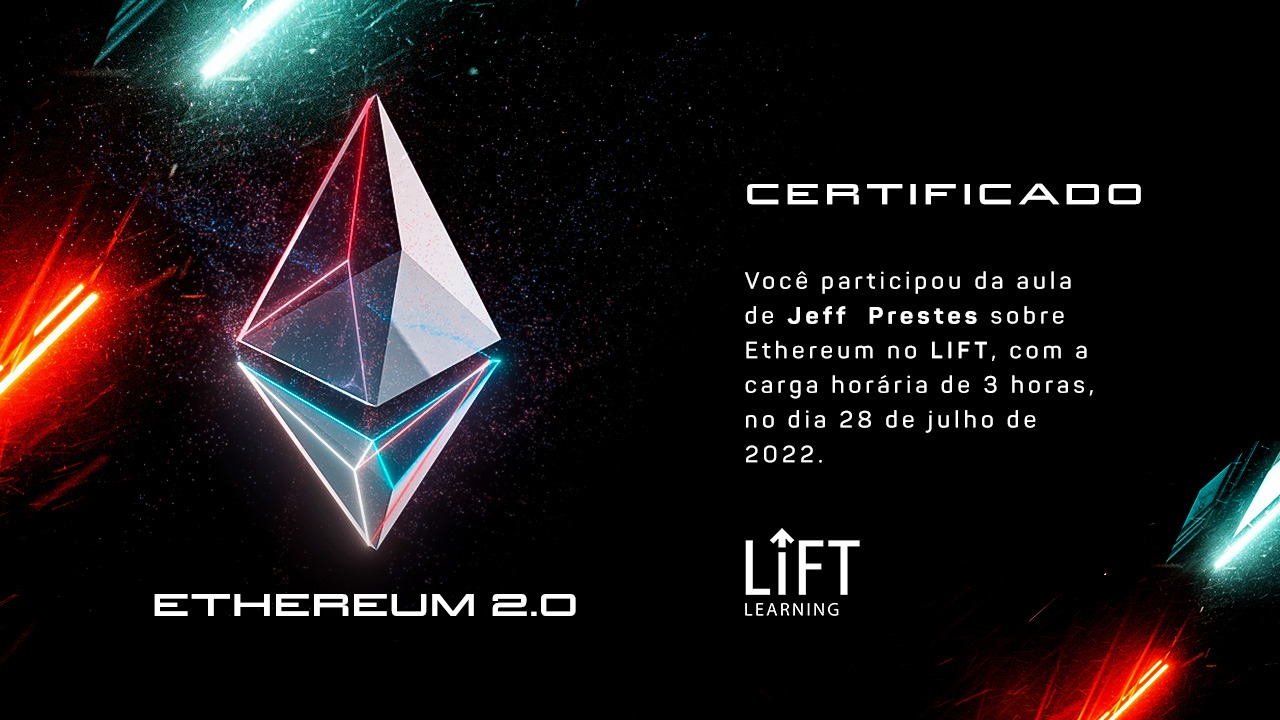 CERTIFICADO
Você participou da aula
de Jeff Prestes sobre
Ethereum no LIFT, com a
carga horária de 3 horas,
no dia 28 de julho de
2022.
LiFT
LEARNING
ETHEREUM 2.0